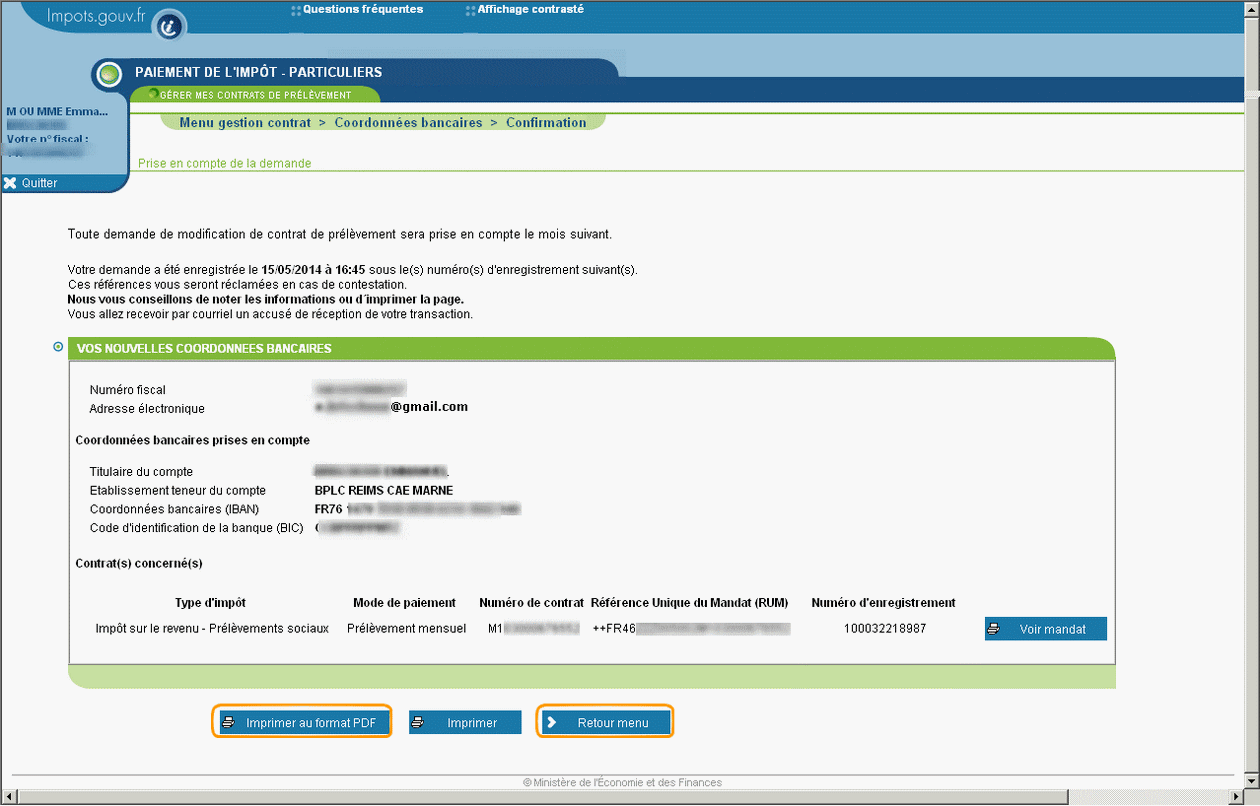 Impots.gouv.fr
Questions fréquentes
Affichage contrasté
PAIEMENT DE L'IMPÔT - PARTICULIERS
GÉRER MES CONTRATS DE PRÉLÈVEMENT
M OU MME Emma...
Votre n° fiscal :
Quitter
Menu gestion contrat > Coordonnées bancaires > Confirmation
Prise en compte de la demande
Toute demande de modification de contrat de prélèvement sera prise en compte le mois suivant.
Votre demande a été enregistrée le 15/05/2014 à 16:45 sous le(s) numéro(s) d'enregistrement suivant(s).
Ces références vous seront réclamées en cas de contestation.
Nous vous conseillons de noter les informations ou d'imprimer la page.
Vous allez recevoir par courriel un accusé de réception de votre transaction.
VOS NOUVELLES COORDONNEES BANCAIRES
Numéro fiscal
Adresse électronique @gmail.com
Coordonnées bancaires prises en compte
Titulaire du compte
Etablissement teneur du compte BPLC REIMS CAE MARNE
Coordonnées bancaires (IBAN) FR76
Code d'identification de la banque (BIC)
Contrat(s) concerné(s)
Type d'impôt Mode de paiement Numéro de contrat Référence Unique du Mandat (RUM) Numéro d'enregistrement
Impôt sur le revenu - Prélèvements sociaux Prélèvement mensuel M1 ++FR46 100032218987 Voir mandat
Imprimer au format PDF Imprimer Retour menu
© Ministère de l'Économie et des Finances